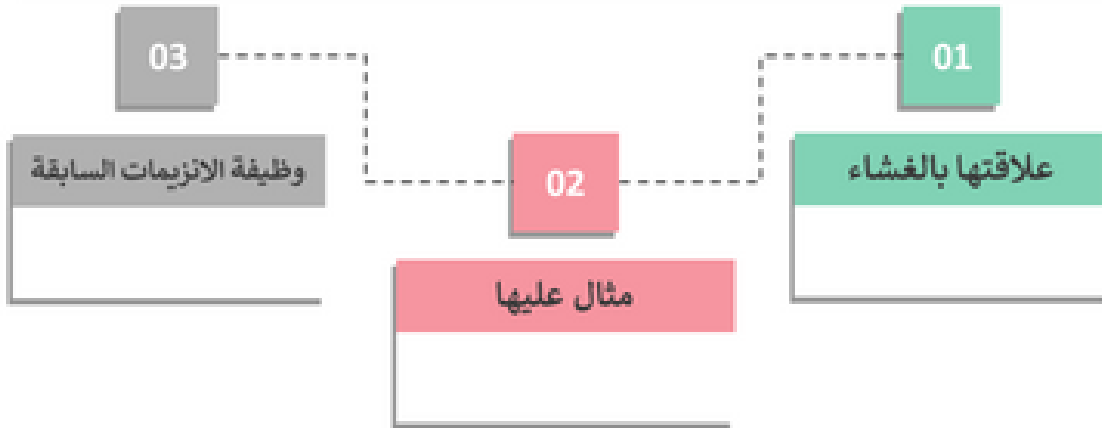 01
علاقتها بالغشاء
02
مثال عليها
03
وظيفة الانزيمات السابقة